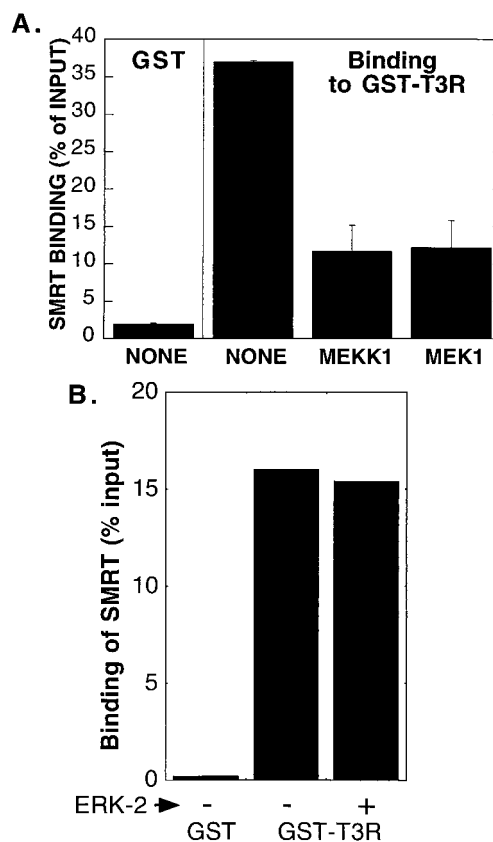 A.
SMRT BINDING (% of INPUT)
40
35
30
25
20
15
10
5
0
GST
Binding
to GST-T3R
NONE
NONE
MEKK1
MEK1
B.
Binding of SMRT (% input)
20
15
10
5
0
ERK-2
-
-
+
GST
GST-T3R